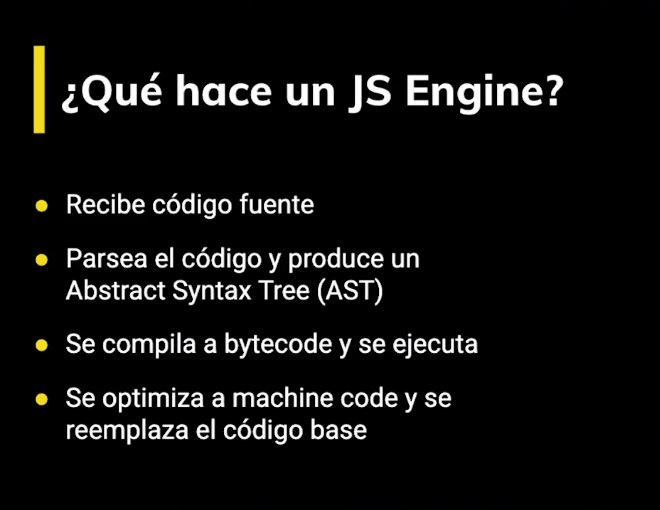 ¿Qué hace un JS Engine?
● Recibe código fuente
● Parsea el código y produce un
Abstract Syntax Tree (AST)
● Se compila a bytecode y se ejecuta
● Se optimiza a machine code y se
reemplaza el código base